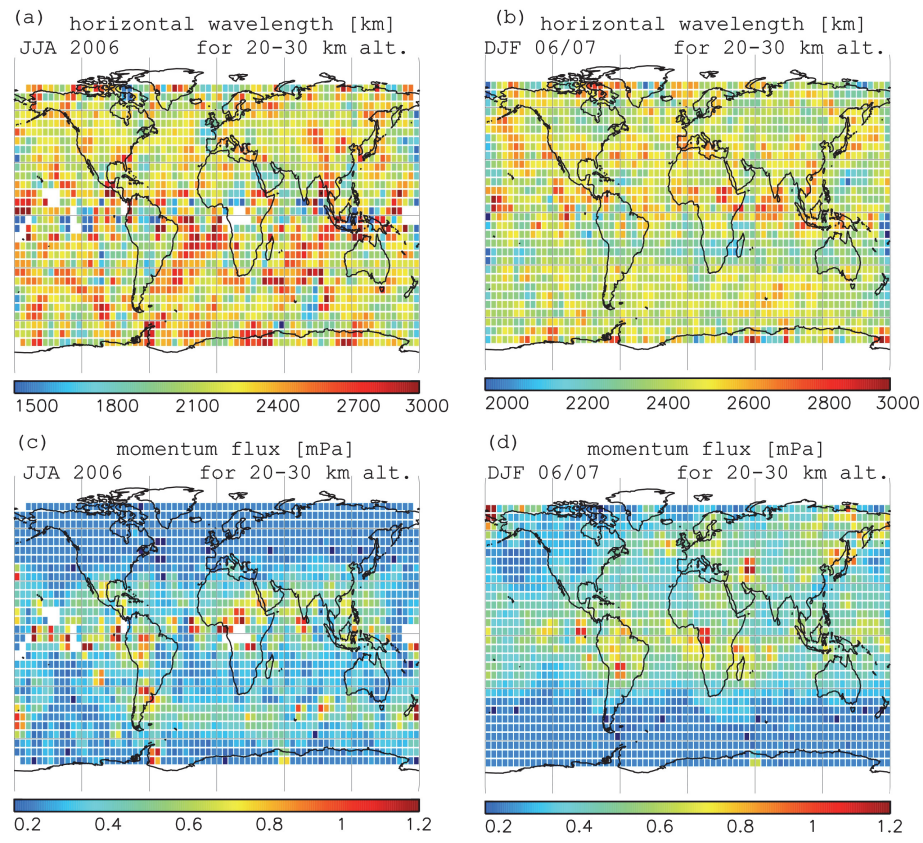 (a)
horizontal wavelength [km]
JJA 2006 for 20-30 km alt.
1500 1800 2100 2400 2700 3000
(b)
horizontal wavelength [km]
DJF 06/07 for 20-30 km alt.
2000 2200 2400 2600 2800 3000
(c)
momentum flux [mPa]
JJA 2006 for 20-30 km alt.
0.2 0.4 0.6 0.8 1 1.2
(d)
momentum flux [mPa]
DJF 06/07 for 20-30 km alt.
0.2 0.4 0.6 0.8 1 1.2